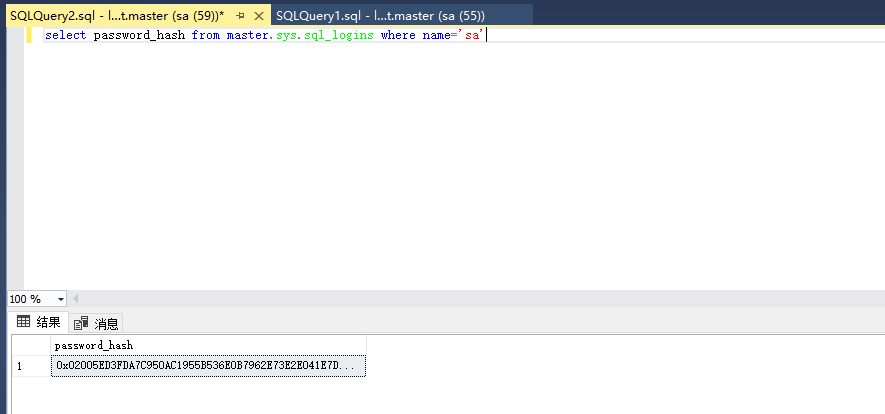 SQLQuery2.sql - l...t.master (sa (59))* SQLQuery1.sql - l...t.master (sa (55))
select password_hash from master.sys.sql_logins where name='sa'
100 %
结果 消息
password_hash
1 0x02005ED3FDA7C950AC1955B536E0B7962E73E2E041E7D...